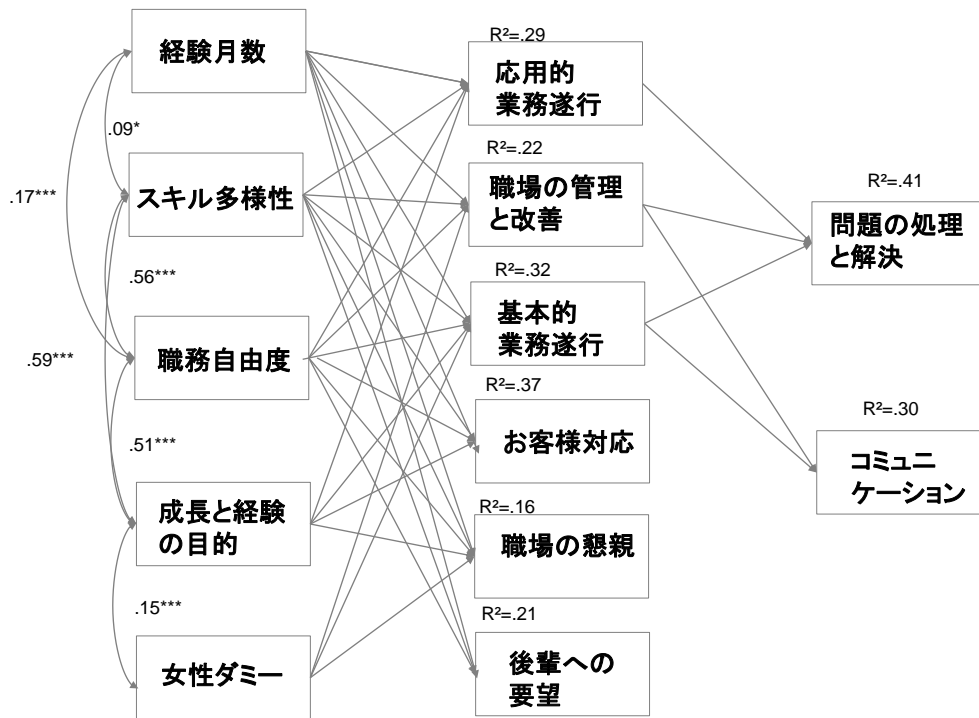 経験月数
スキル多様性
職務自由度
成長と経験
の目的
女性ダミー
.09*
.17***
.56***
.59***
.51***
.15***
R²=.29
応用的
業務遂行
R²=.22
職場の管理
と改善
R²=.32
基本的
業務遂行
R²=.37
お客様対応
R²=.16
職場の懇親
R²=.21
後輩への
要望
R²=.41
問題の処理
と解決
R²=.30
コミュニ
ケーション